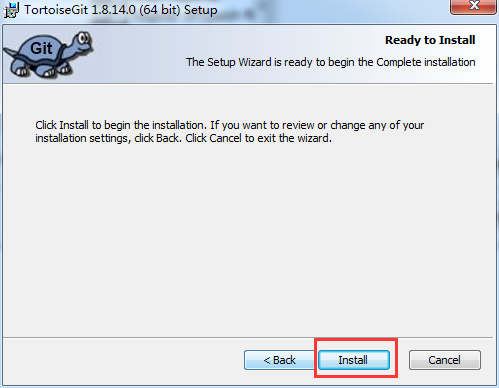 TortoiseGit 1.8.14.0 (64 bit) Setup
Git
Ready to Install
The Setup Wizard is ready to begin the Complete installation
Click Install to begin the installation. If you want to review or change any of your
installation settings, click Back. Click Cancel to exit the wizard.
< Back
Install
Cancel